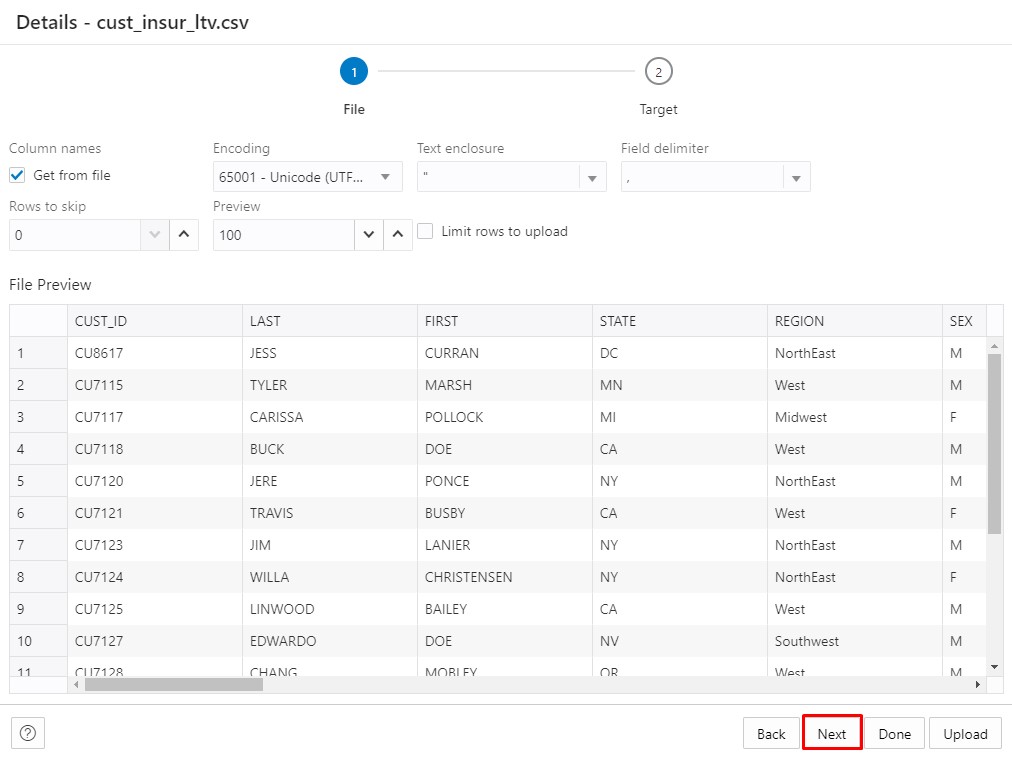 Details - cust_insur_ltv.csv
1 2
File Target
Column names Encoding Text enclosure Field delimiter
Get from file 65001 - Unicode (UTF... " ,
Rows to skip Preview
0 100 Limit rows to upload
File Preview
CUST_ID LAST FIRST STATE REGION SEX
1 CU8617 JESS CURRAN DC NorthEast M
2 CU7115 TYLER MARSH MN West M
3 CU7117 CARISSA POLLOCK MI Midwest F
4 CU7118 BUCK DOE CA West M
5 CU7120 JERE PONCE NY NorthEast M
6 CU7121 TRAVIS BUSBY CA West F
7 CU7123 JIM LANIER NY NorthEast M
8 CU7124 WILLA CHRISTENSEN NY NorthEast F
9 CU7125 LINWOOD BAILEY CA West M
10 CU7127 EDWARDO DOE NV Southwest M
11 CU7128 CHANG MOBLEY OR West M
? Back Next Done Upload